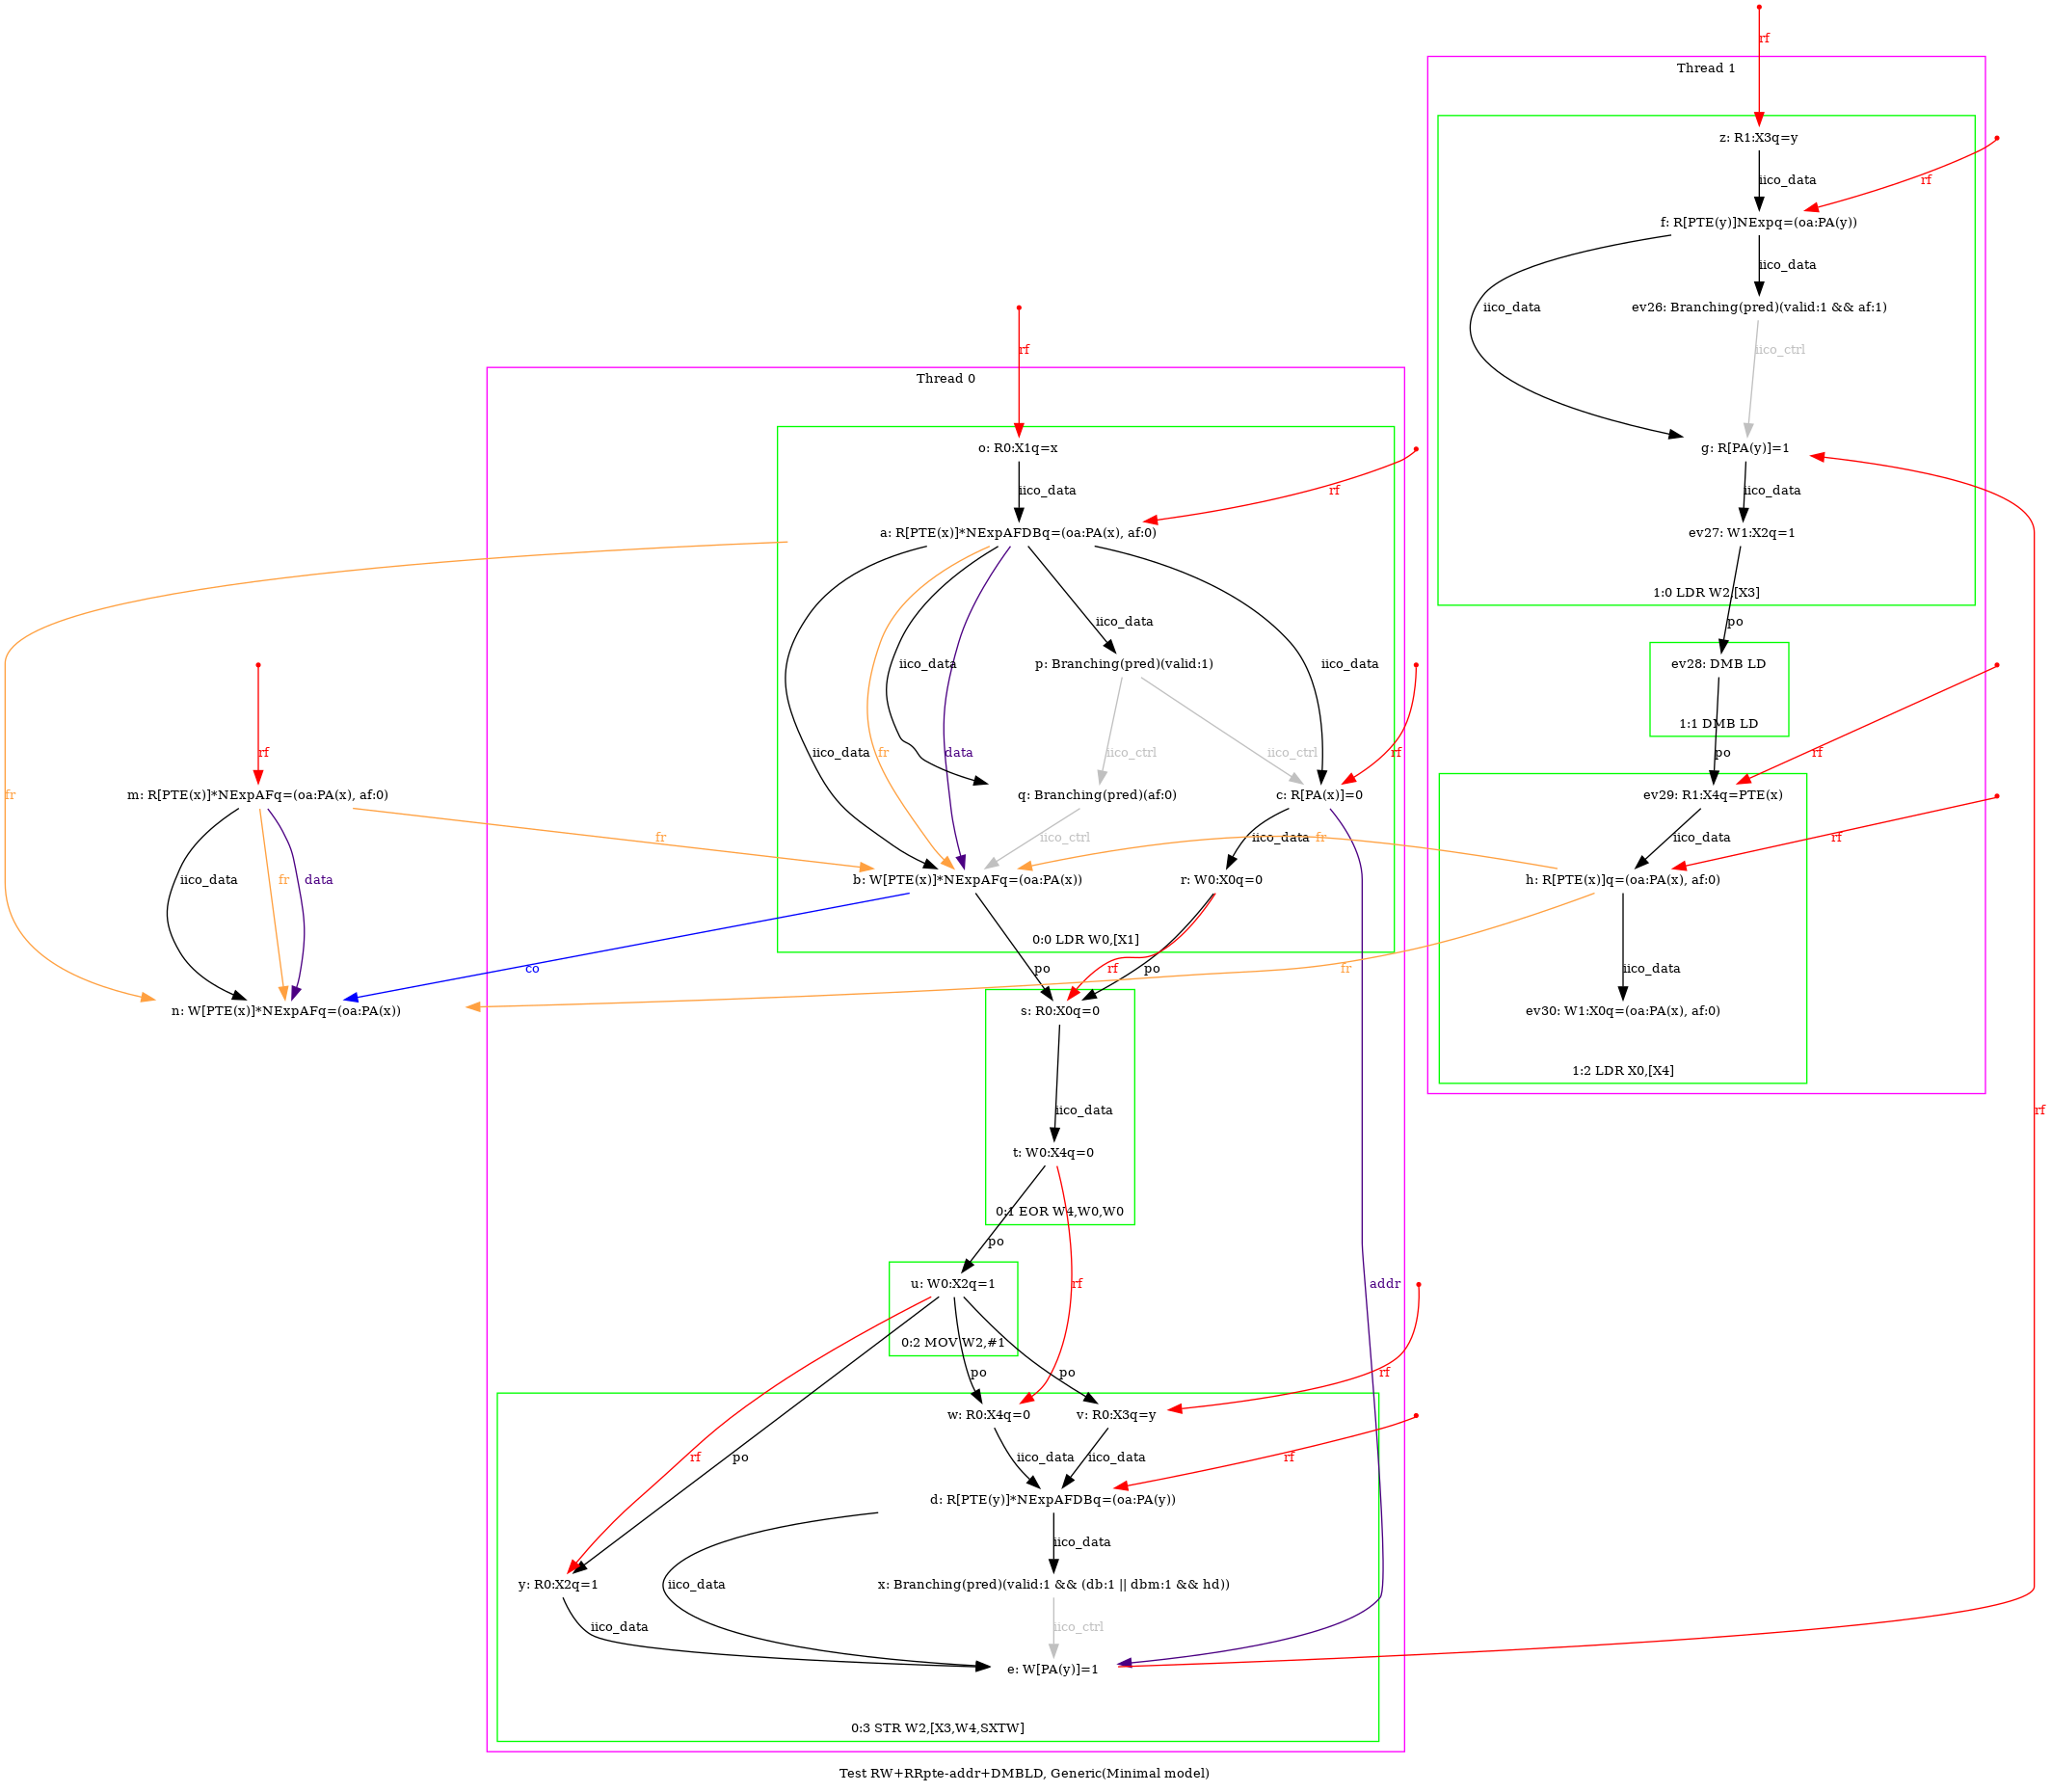 rf
Thread 1
z: R1:X3q=y
iico_data
rf
f: R[PTE(y)]NExpq=(oa:PA(y))
iico_data
iico_data
ev26: Branching(pred)(valid:1 && af:1)
rf
iico_ctrl
Thread 0
g: R[PA(y)]=1
o: R0:X1q=x
iico_data
iico_data
rf
ev27: W1:X2q=1
a: R[PTE(x)]*NExpAFDBq=(oa:PA(x), af:0)
1:0 LDR W2,[X3]
iico_data
po
iico_data
iico_data
p: Branching(pred)(valid:1)
ev28: DMB LD
1:1 DMB LD
rf
iico_data
fr
data
iico_ctrl
iico_ctrl
rf
po
rf
fr
m: R[PTE(x)]*NExpAFq=(oa:PA(x), af:0)
q: Branching(pred)(af:0)
c: R[PA(x)]=0
ev29: R1:X4q=PTE(x)
fr
iico_ctrl
iico_data
fr
iico_data
rf
iico_data
fr
data
b: W[PTE(x)]*NExpAFq=(oa:PA(x))
r: W0:X0q=0
h: R[PTE(x)]q=(oa:PA(x), af:0)
0:0 LDR W0,[X1]
co
po
rf
po
fr
iico_data
n: W[PTE(x)]*NExpAFq=(oa:PA(x))
s: R0:X0q=0
ev30: W1:X0q=(oa:PA(x), af:0)
1:2 LDR X0,[X4]
iico_data
rf
t: W0:X4q=0
0:1 EOR W4,W0,W0
po
u: W0:X2q=1
rf
addr
0:2 MOV W2,#1
po
po
rf
w: R0:X4q=0
v: R0:X3q=y
rf
po
iico_data
iico_data
rf
d: R[PTE(y)]*NExpAFDBq=(oa:PA(y))
iico_data
y: R0:X2q=1
iico_data
x: Branching(pred)(valid:1 && (db:1 || dbm:1 && hd))
iico_data
iico_ctrl
e: W[PA(y)]=1
0:3 STR W2,[X3,W4,SXTW]
Test RW+RRpte-addr+DMBLD, Generic(Minimal model)